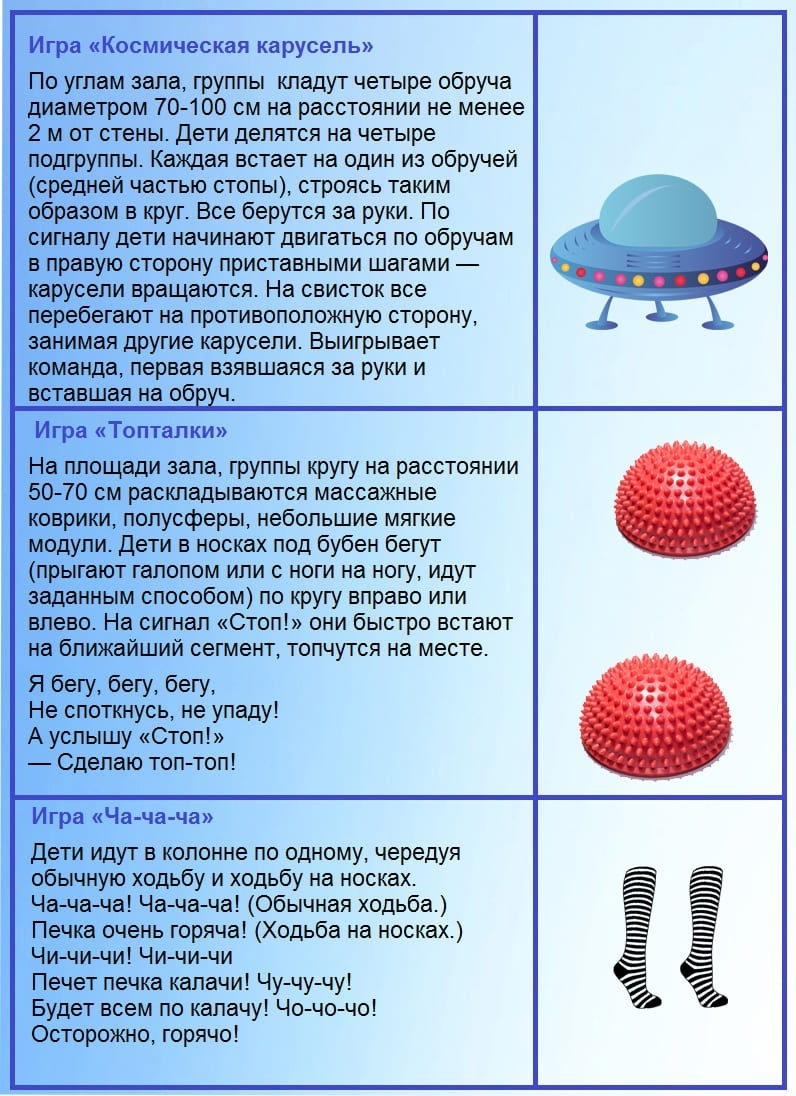 Игра «Космическая карусель»
По углам зала, группы кладут четыре обруча
диаметром 70-100 см на расстоянии не менее
2 м от стены. Дети делятся на четыре
подгруппы. Каждая встает на один из обручей
(средней частью стопы), строясь таким
образом в круг. Все берутся за руки. По
сигналу дети начинают двигаться по обручам
в правую сторону приставными шагами —
карусели вращаются. На свисток все
перебегают на противоположную сторону,
занимая другие карусели. Выигрывает
команда, первая взявшаяся за руки и
вставшая на обруч.
Игра «Топталки»
На площади зала, группы кругу на расстоянии
50-70 см раскладываются массажные
коврики, полусферы, небольшие мягкие
модули. Дети в носках под бубен бегут
(прыгают галопом или с ноги на ногу, идут
заданным способом) по кругу вправо или
влево. На сигнал «Стоп!» они быстро встают
на ближайший сегмент, топчутся на месте.
Я бегу, бегу, бегу,
Не споткнусь, не упаду!
А услышу «Стоп!»
— Сделаю топ-топ!
Игра «Ча-ча-ча»
Дети идут в колонне по одному, чередуя
обычную ходьбу и ходьбу на носках.
Ча-ча-ча! Ча-ча-ча! (Обычная ходьба.)
Печка очень горяча! (Ходьба на носках.)
Чи-чи-чи! Чи-чи-чи
Печет печка калачи! Чу-чу-чу!
Будет всем по калачу! Чо-чо-чо!
Осторожно, горячо!